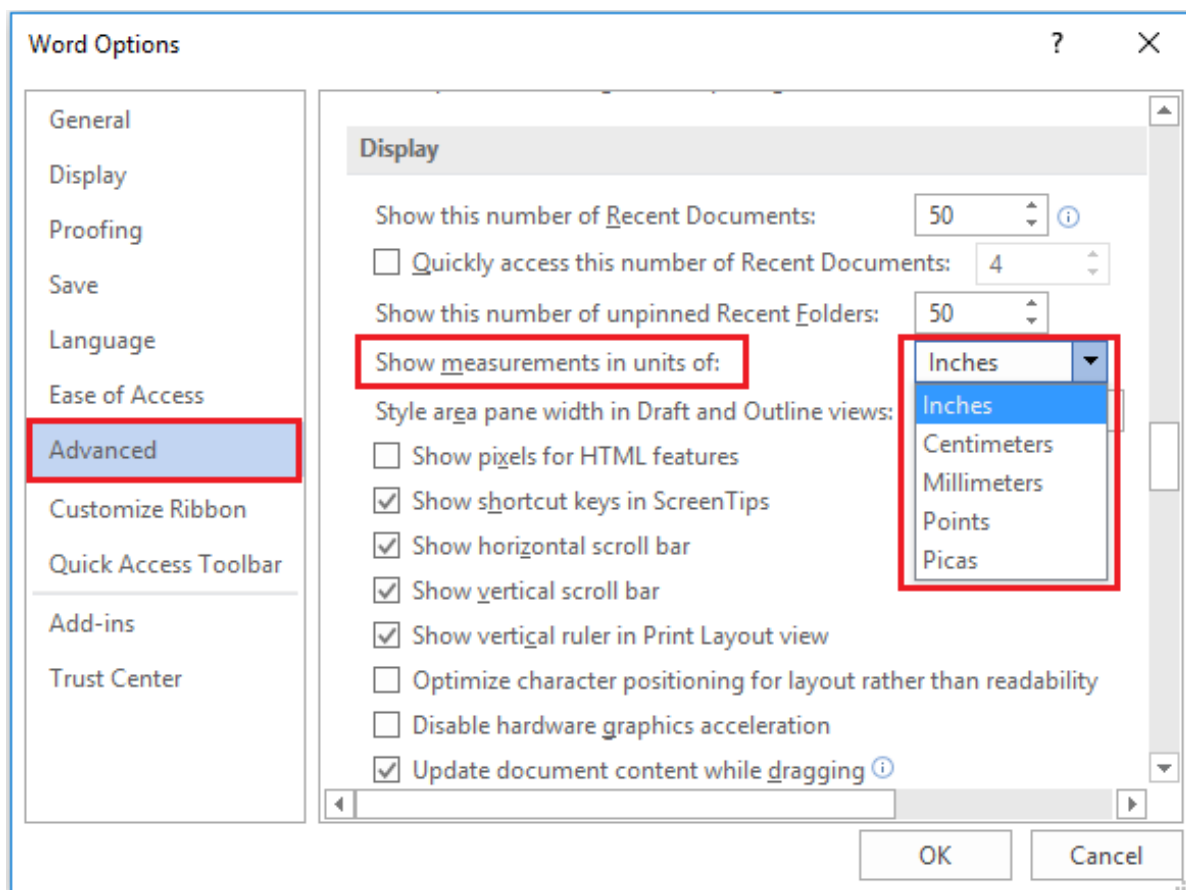 Word Options
?
General
Display
Proofing
Save
Language
Ease of Access
Advanced
Customize Ribbon
Quick Access Toolbar
Add-ins
Trust Center
Display
Show this number of Recent Documents: 50
Quickly access this number of Recent Documents: 4
Show this number of unpinned Recent Folders: 50
Show measurements in units of: Inches
Inches
Centimeters
Millimeters
Points
Picas
Style area pane width in Draft and Outline views:
Show pixels for HTML features
Show shortcut keys in ScreenTips
Show horizontal scroll bar
Show vertical scroll bar
Show vertical ruler in Print Layout view
Optimize character positioning for layout rather than readability
Disable hardware graphics acceleration
Update document content while dragging
OK Cancel